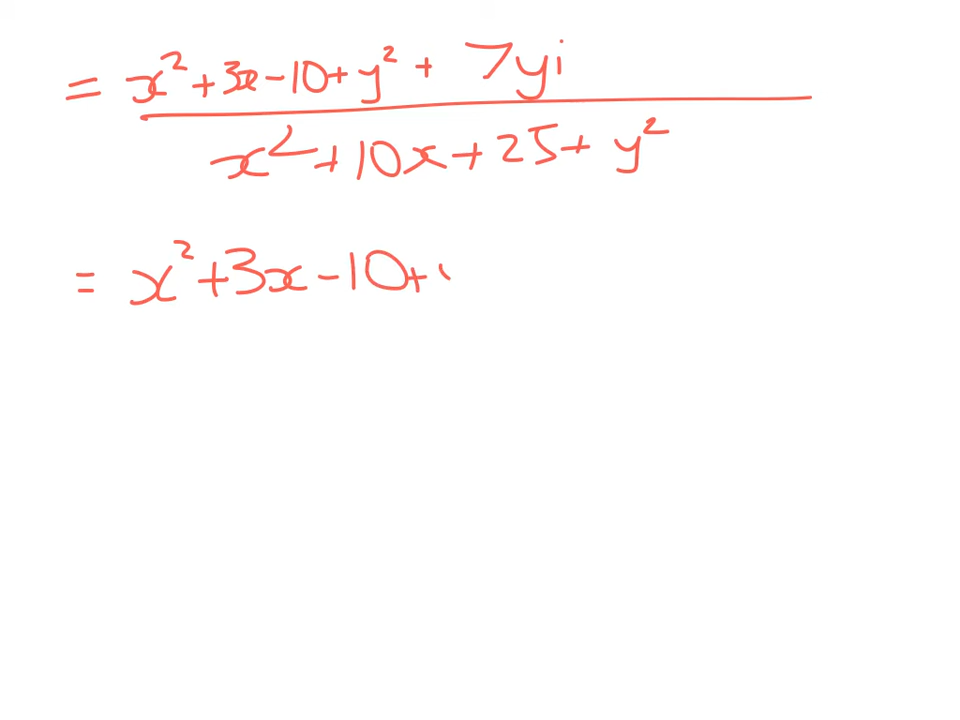 = x² + 3x - 10 + y² + 7yi
x² + 10x + 25 + y²
= x² + 3x - 10 +